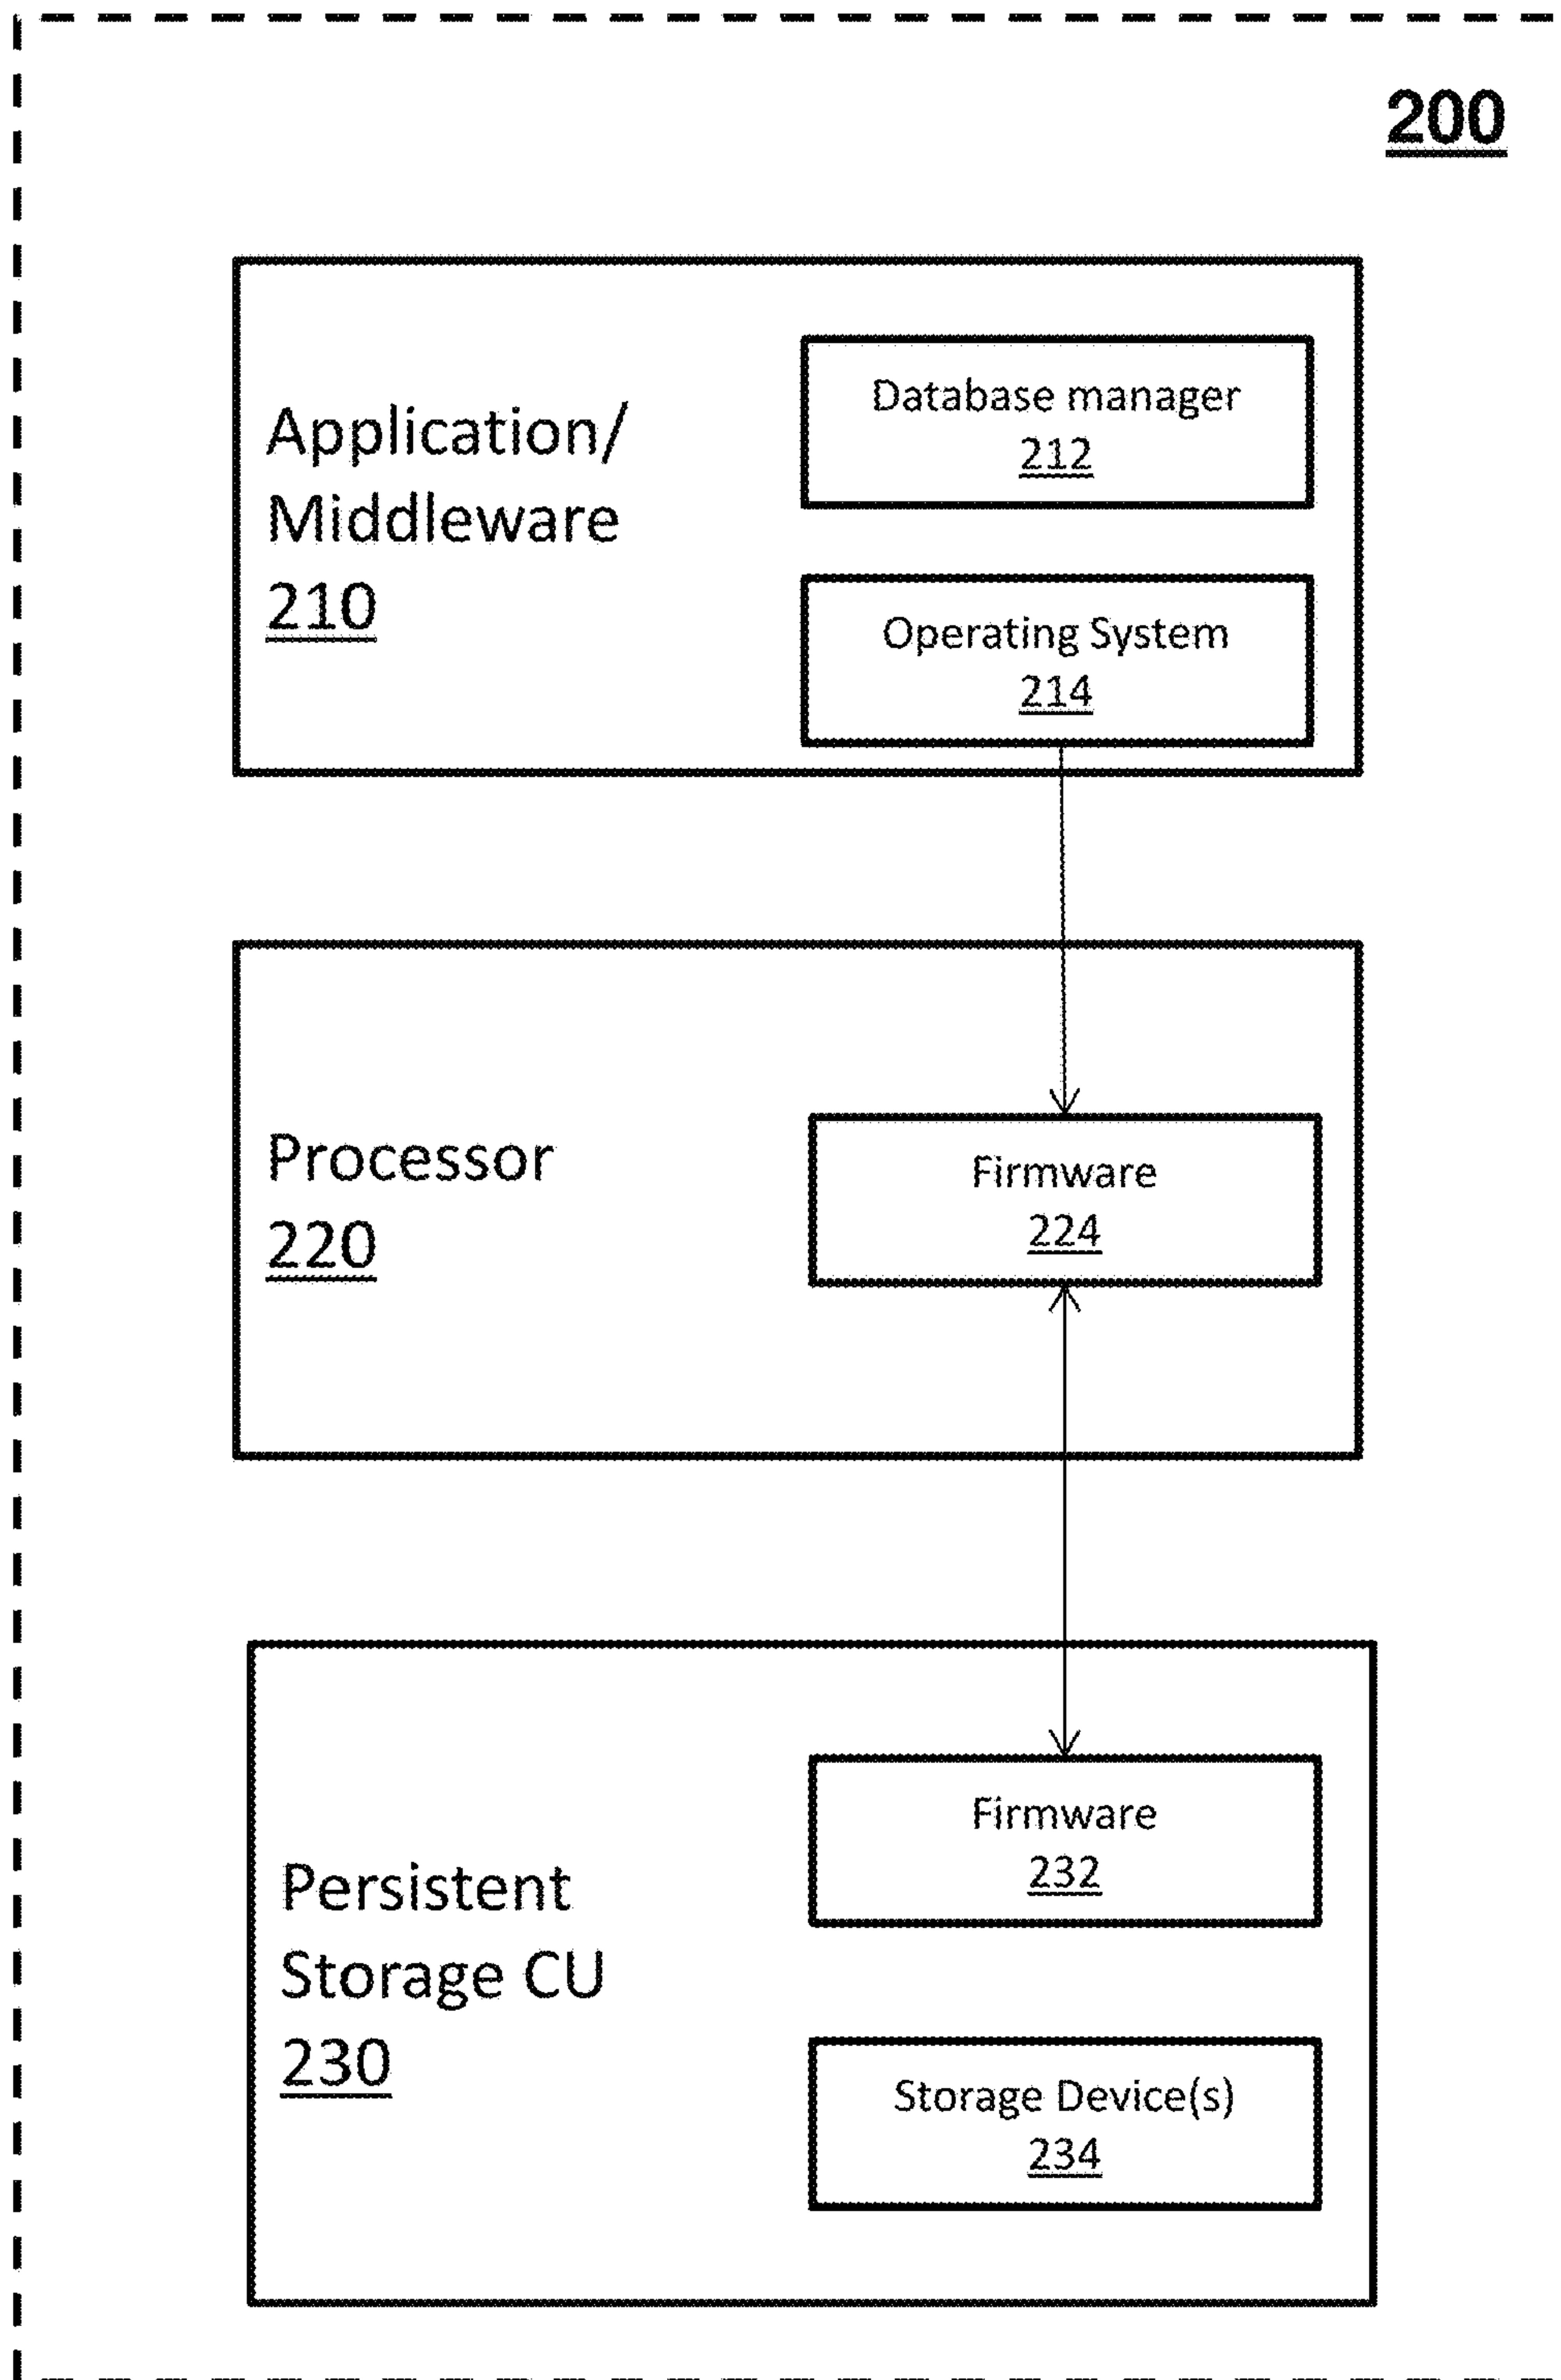 200
Application/
Middleware
210
Database manager
212
Operating System
214
Processor
220
Firmware
224
Persistent
Storage CU
230
Firmware
232
Storage Device(s)
234